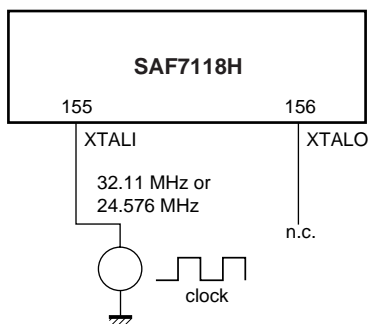 SAF7118H
155
156
XTALI
XTALO
32.11 MHz or
24.576 MHz
n.c.
clock